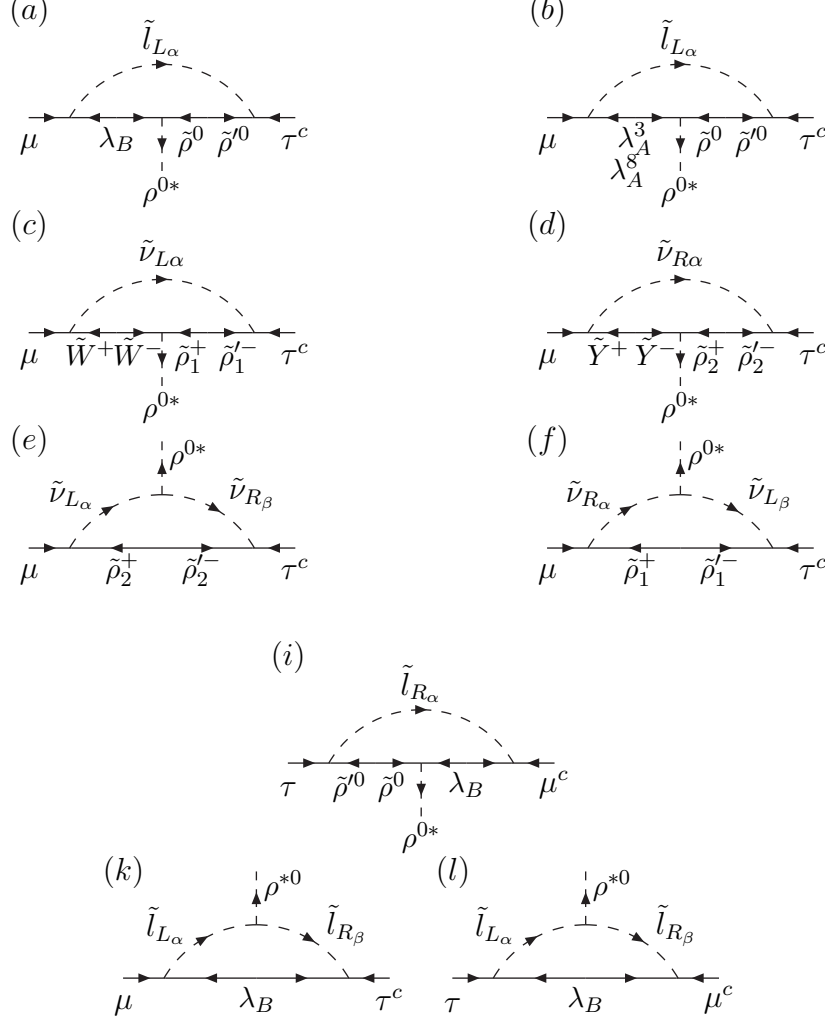 (a) (b)
l̃_{L_α} l̃_{L_α}
μ λ_B ρ̃^0 ρ̃′^0 τ^c μ λ_A^3 ρ̃^0 ρ̃′^0 τ^c
λ_A^8
ρ^{0*} ρ^{0*}
(c) (d)
ν̃_{Lα} ν̃_{Rα}
μ W̃^+ W̃^- ρ̃_1^+ ρ̃_1′^- τ^c μ Ỹ^+ Ỹ^- ρ̃_2^+ ρ̃_2′^- τ^c
ρ^{0*} ρ^{0*}
(e) (f)
ρ^{0*} ρ^{0*}
ν̃_{L_α} ν̃_{R_β} ν̃_{R_α} ν̃_{L_β}
μ ρ̃_2^+ ρ̃_2′^- τ^c μ ρ̃_1^+ ρ̃_1′^- τ^c
(i)
l̃_{R_α}
τ ρ̃′^0 ρ̃^0 λ_B μ^c
ρ^{0*}
(k) (l)
ρ^{*0} ρ^{*0}
l̃_{L_α} l̃_{R_β} l̃_{L_α} l̃_{R_β}
μ λ_B τ^c τ λ_B μ^c